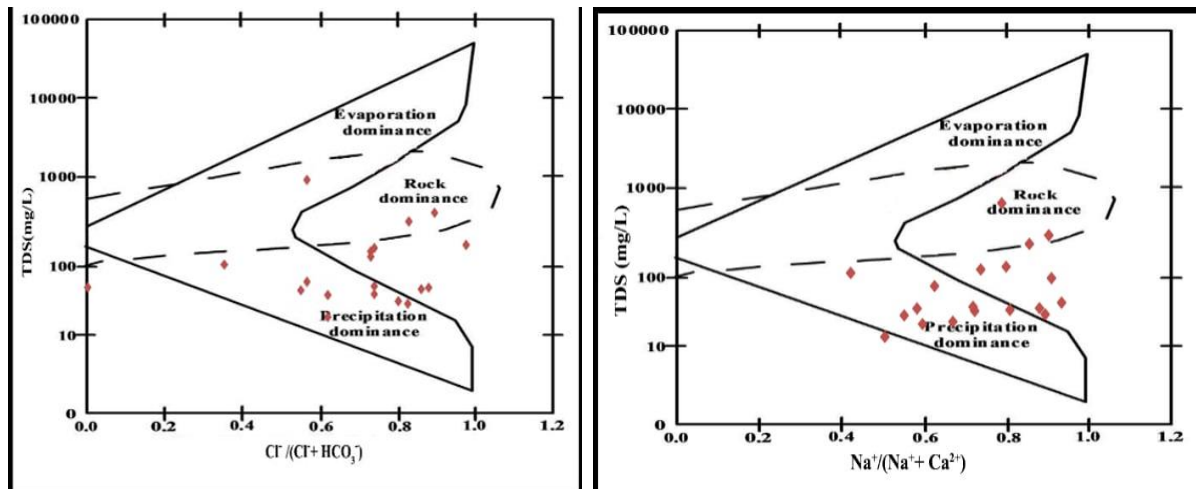 100000
10000
1000
100
10
0
TDS(mg/L)
Evaporation
dominance
Rock
dominance
Precipitation
dominance
0.0 0.2 0.4 0.6 0.8 1.0 1.2
Cl⁻/(Cl⁻+ HCO₃⁻)
100000
10000
1000
100
10
0
TDS (mg/L)
Evaporation
dominance
Rock
dominance
Precipitation
dominance
0.0 0.2 0.4 0.6 0.8 1.0 1.2
Na⁺/(Na⁺+ Ca²⁺)